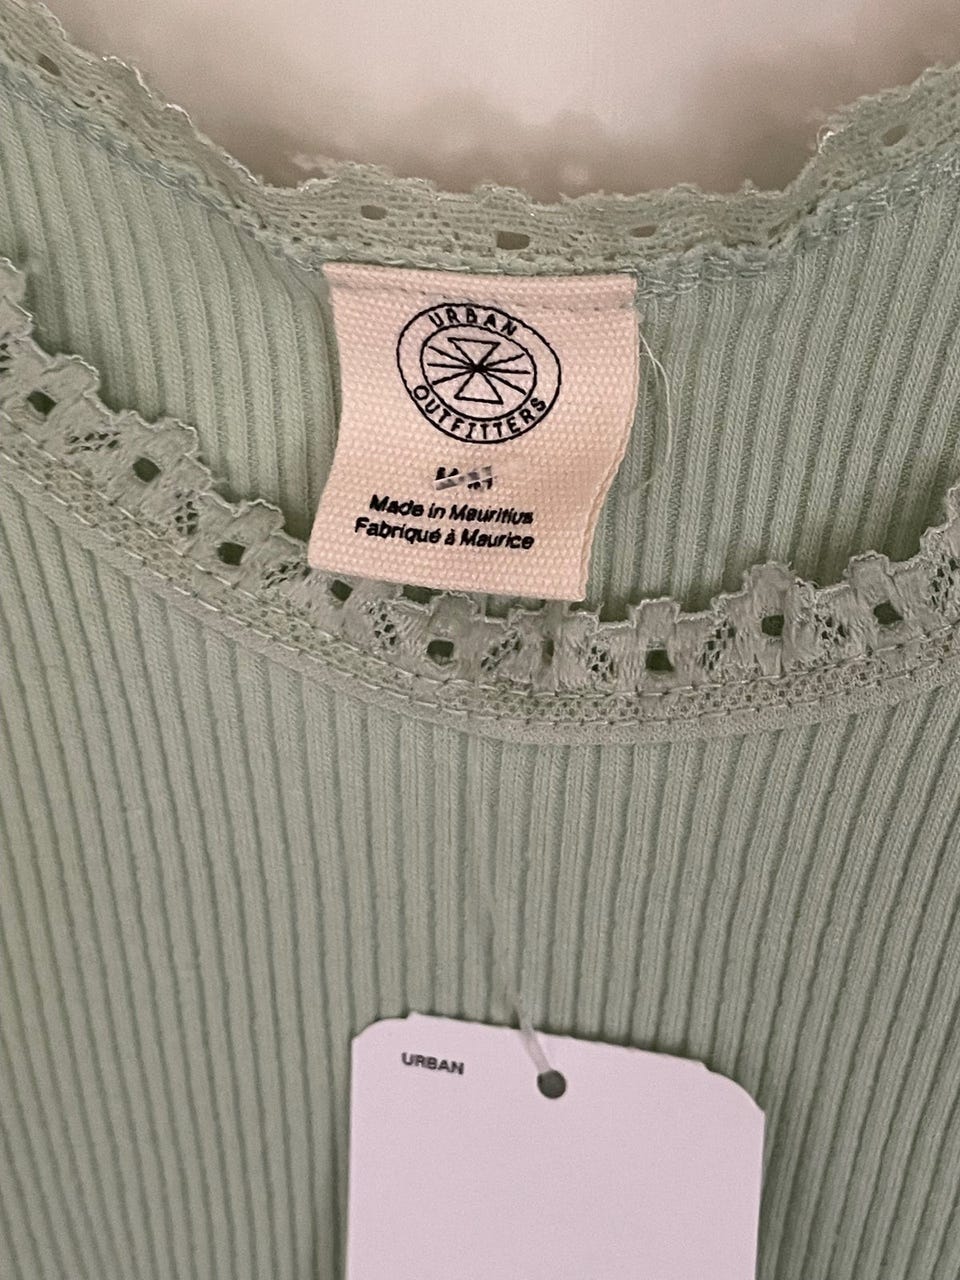 URBAN
OUTFITTERS
Made in Mauritius
Fabriqué à Maurice
URBAN